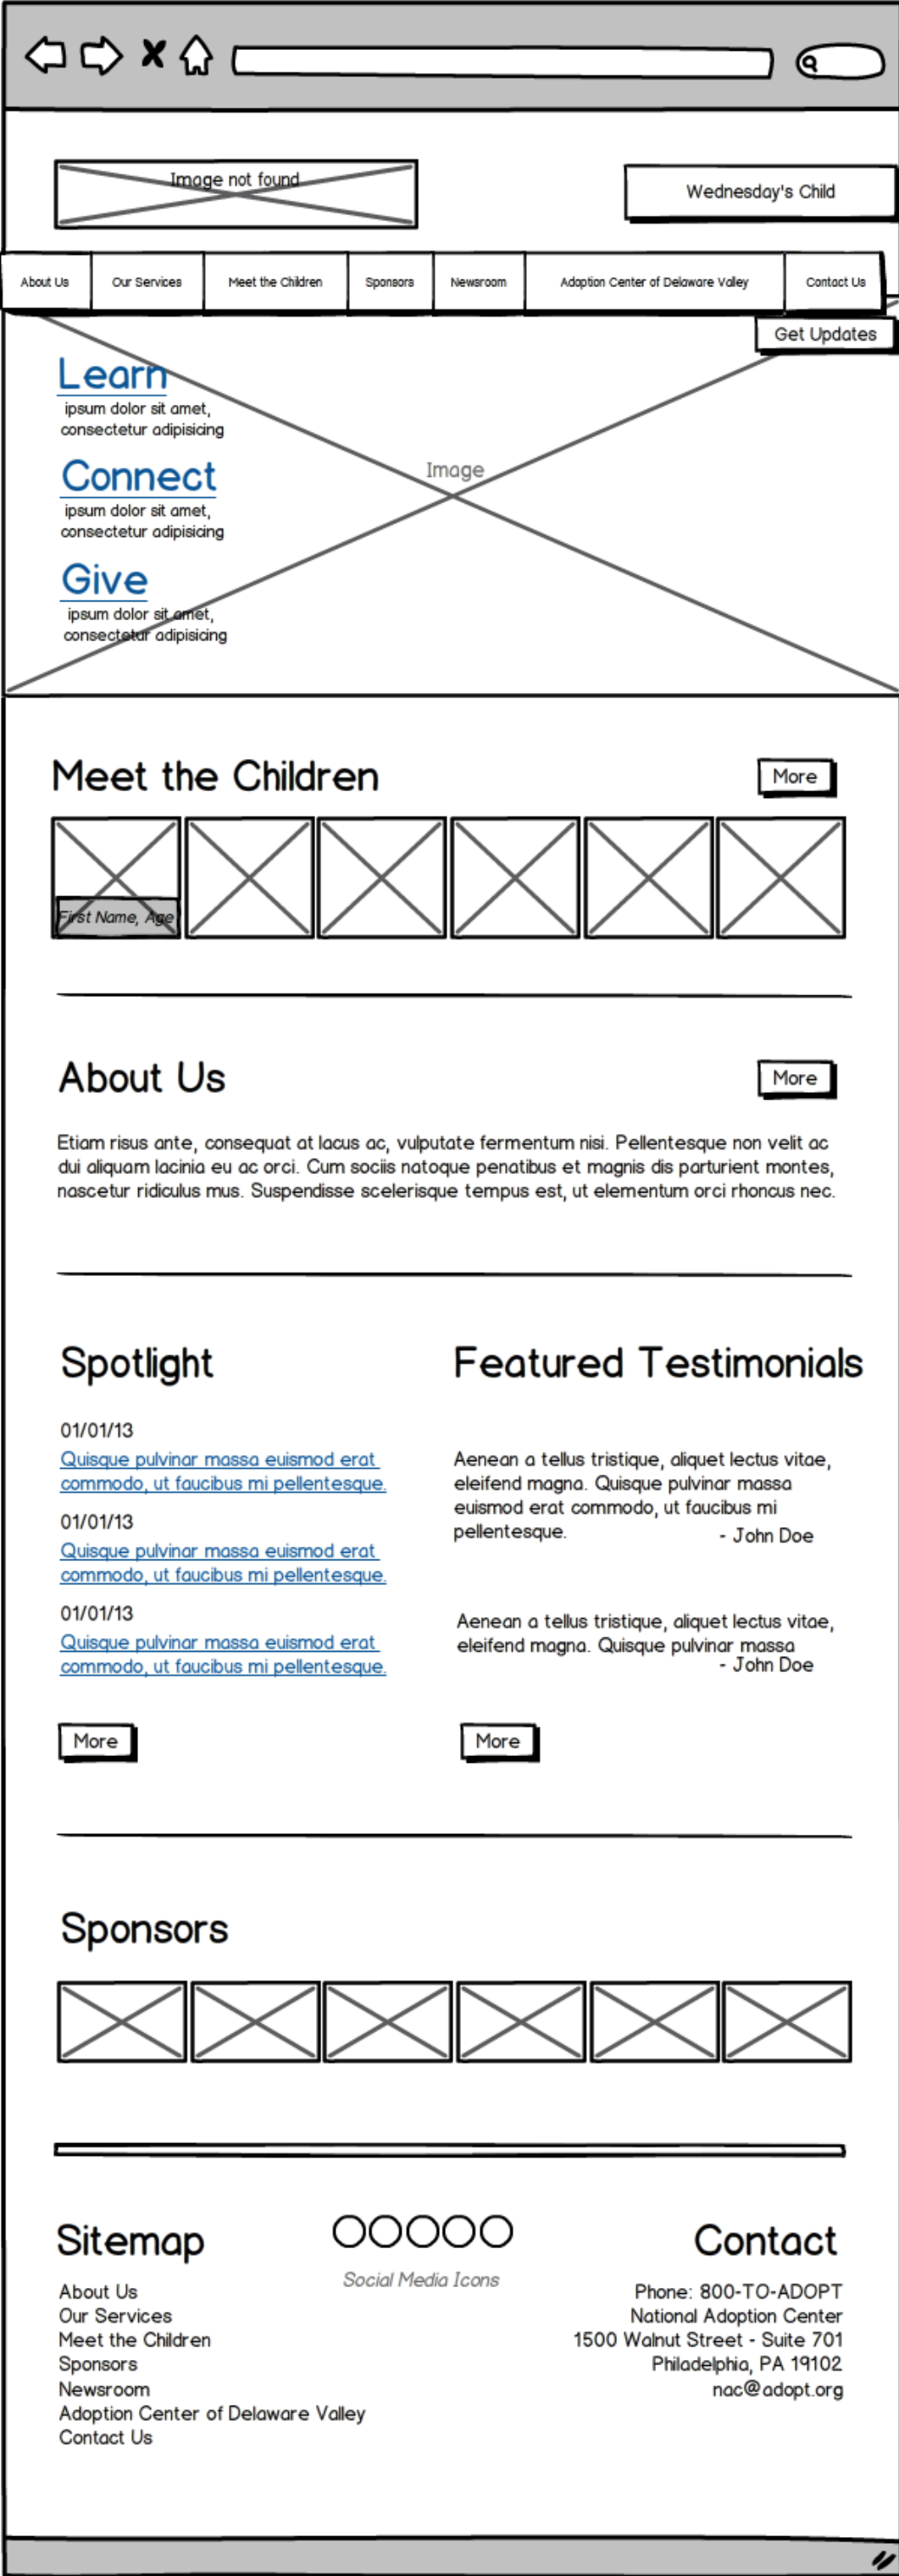 Image not found
Wednesday's Child
About Us
Our Services
Meet the Children
Sponsors
Newsroom
Adoption Center of Delaware Valley
Contact Us
Get Updates
Learn
ipsum dolor sit amet,
consectetur adipisicing
Connect
ipsum dolor sit amet,
consectetur adipisicing
Give
ipsum dolor sit amet,
consectetur adipisicing
Image
Meet the Children
More
First Name, Age
About Us
More
Etiam risus ante, consequat at lacus ac, vulputate fermentum nisi. Pellentesque non velit ac
dui aliquam lacinia eu ac orci. Cum sociis natoque penatibus et magnis dis parturient montes,
nascetur ridiculus mus. Suspendisse scelerisque tempus est, ut elementum orci rhoncus nec.
Spotlight
01/01/13
Quisque pulvinar massa euismod erat
commodo, ut faucibus mi pellentesque.
01/01/13
Quisque pulvinar massa euismod erat
commodo, ut faucibus mi pellentesque.
01/01/13
Quisque pulvinar massa euismod erat
commodo, ut faucibus mi pellentesque.
More
Featured Testimonials
Aenean a tellus tristique, aliquet lectus vitae,
eleifend magna. Quisque pulvinar massa
euismod erat commodo, ut faucibus mi
pellentesque.
- John Doe
Aenean a tellus tristique, aliquet lectus vitae,
eleifend magna. Quisque pulvinar massa
- John Doe
More
Sponsors
Sitemap
About Us
Our Services
Meet the Children
Sponsors
Newsroom
Adoption Center of Delaware Valley
Contact Us
Social Media Icons
Contact
Phone: 800-TO-ADOPT
National Adoption Center
1500 Walnut Street - Suite 701
Philadelphia, PA 19102
nac@adopt.org